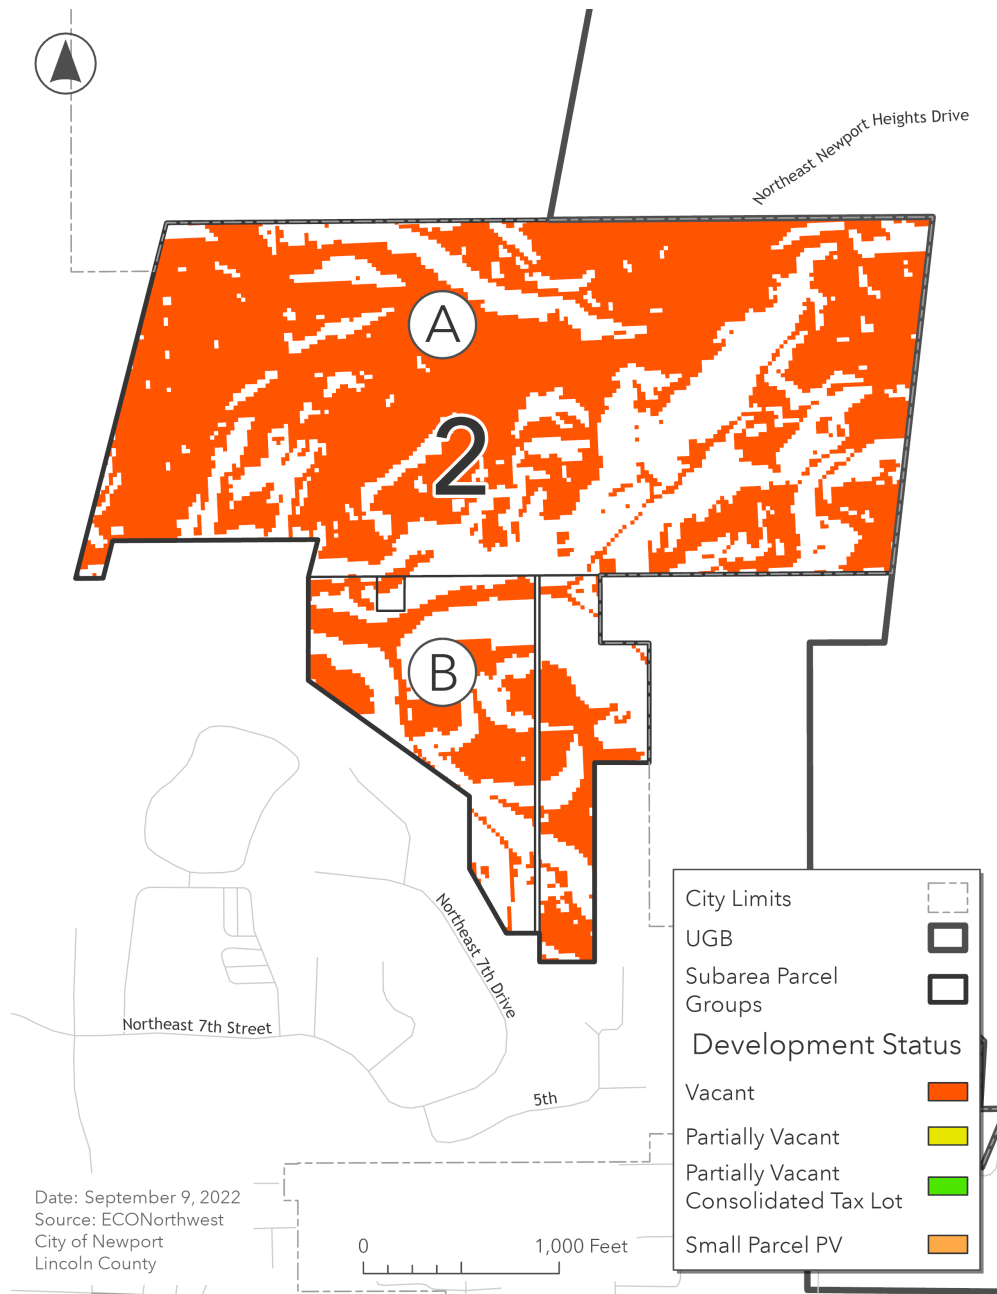 Northeast Newport Heights Drive
A
2
B
Northeast 7th Drive
Northeast 7th Street
5th
City Limits
UGB
Subarea Parcel
Groups
Development Status
Vacant
Partially Vacant
Partially Vacant
Consolidated Tax Lot
Small Parcel PV
Date: September 9, 2022
Source: ECONorthwest
City of Newport
Lincoln County
0
1,000 Feet